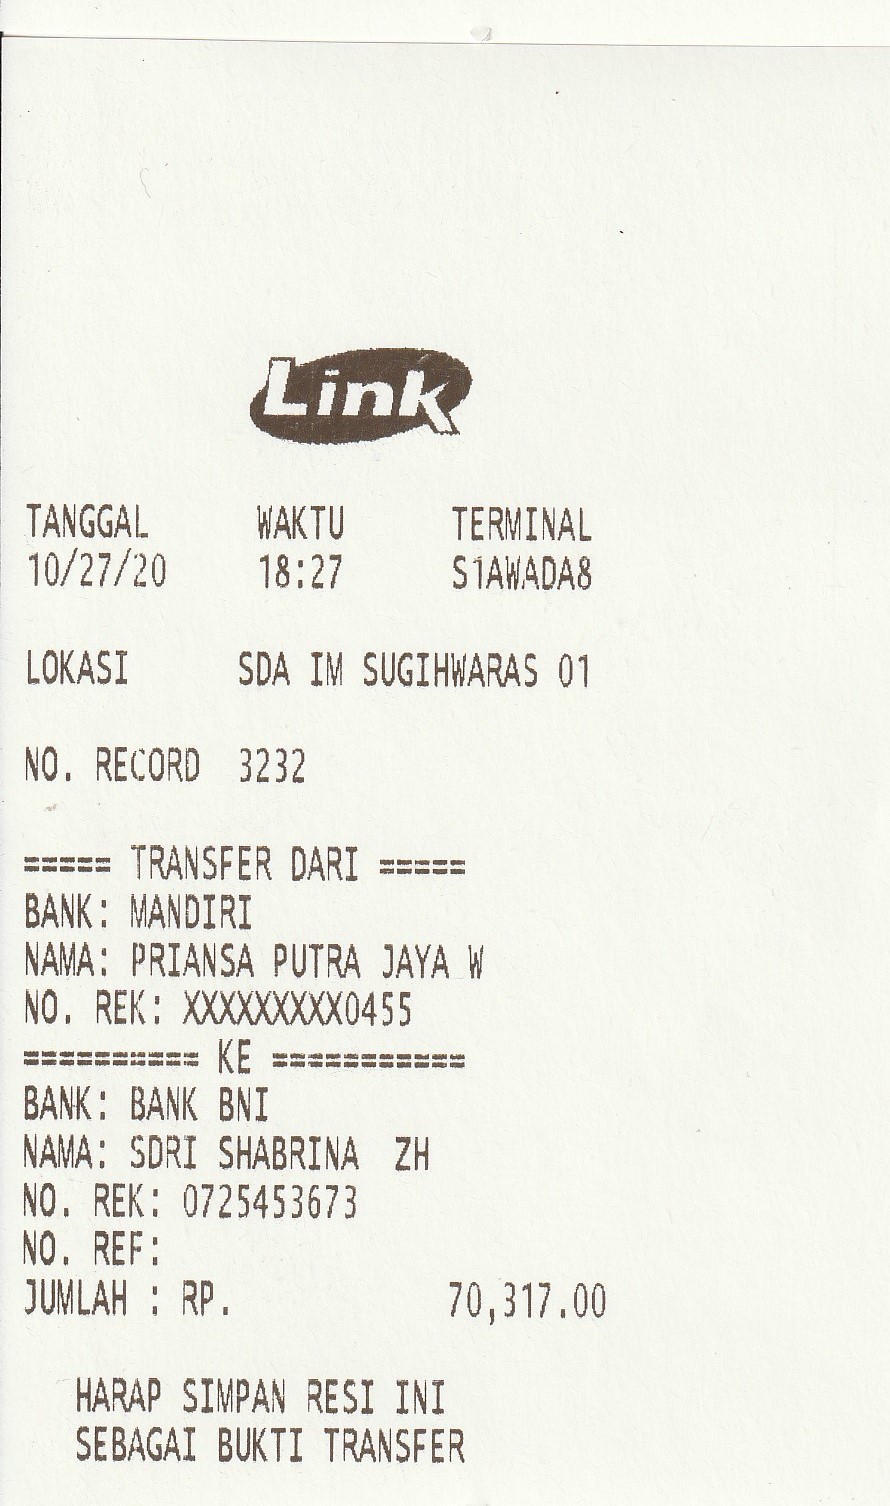 Link
TANGGAL WAKTU TERMINAL
10/27/20 18:27 S1AWADA8
LOKASI SDA IM SUGIHWARAS 01
NO. RECORD 3232
===== TRANSFER DARI =====
BANK: MANDIRI
NAMA: PRIANSA PUTRA JAYA W
NO. REK: XXXXXXXXX0455
========== KE ===========
BANK: BANK BNI
NAMA: SDRI SHABRINA ZH
NO. REK: 0725453673
NO. REF:
JUMLAH : RP. 70,317.00
HARAP SIMPAN RESI INI
SEBAGAI BUKTI TRANSFER